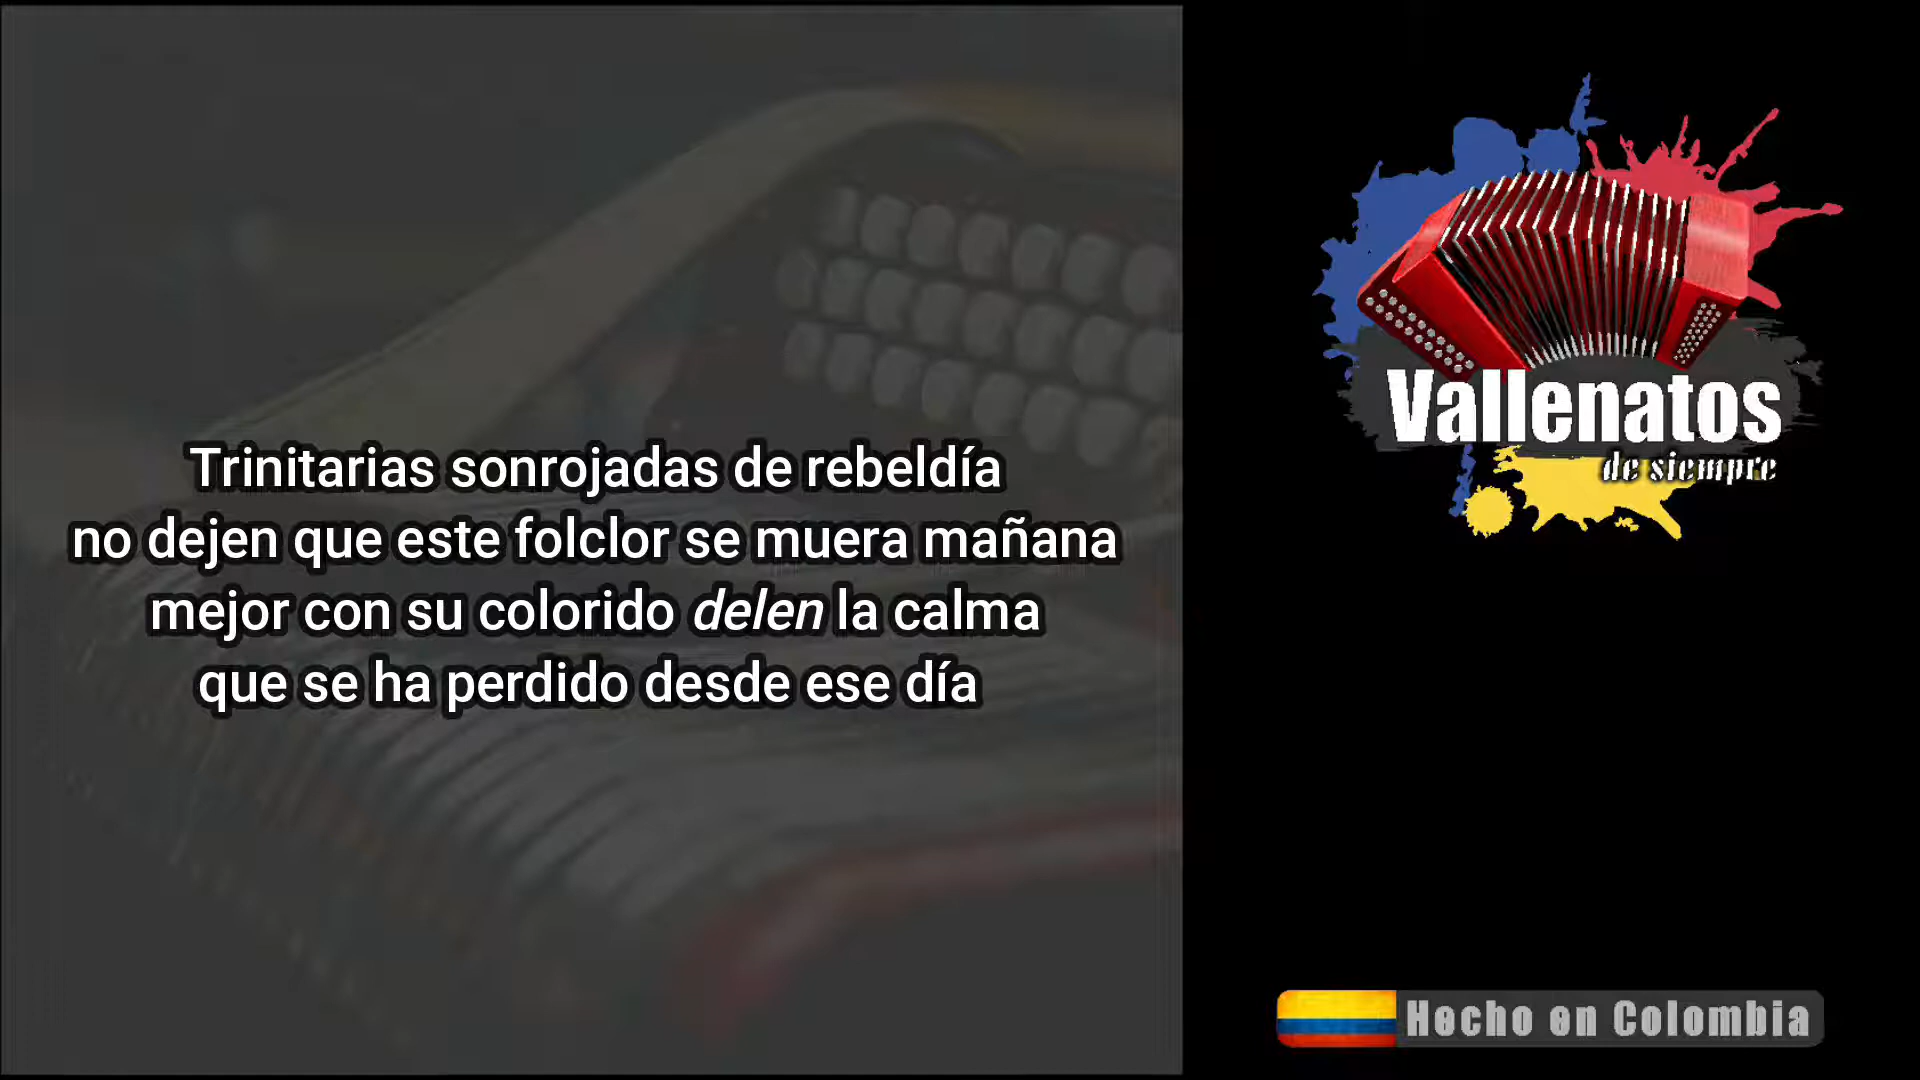 Trinitarias sonrojadas de rebeldía
no dejen que este folclor se muera mañana
mejor con su colorido delen la calma
que se ha perdido desde ese día
Vallenatos
de siempre
Hecho en Colombia